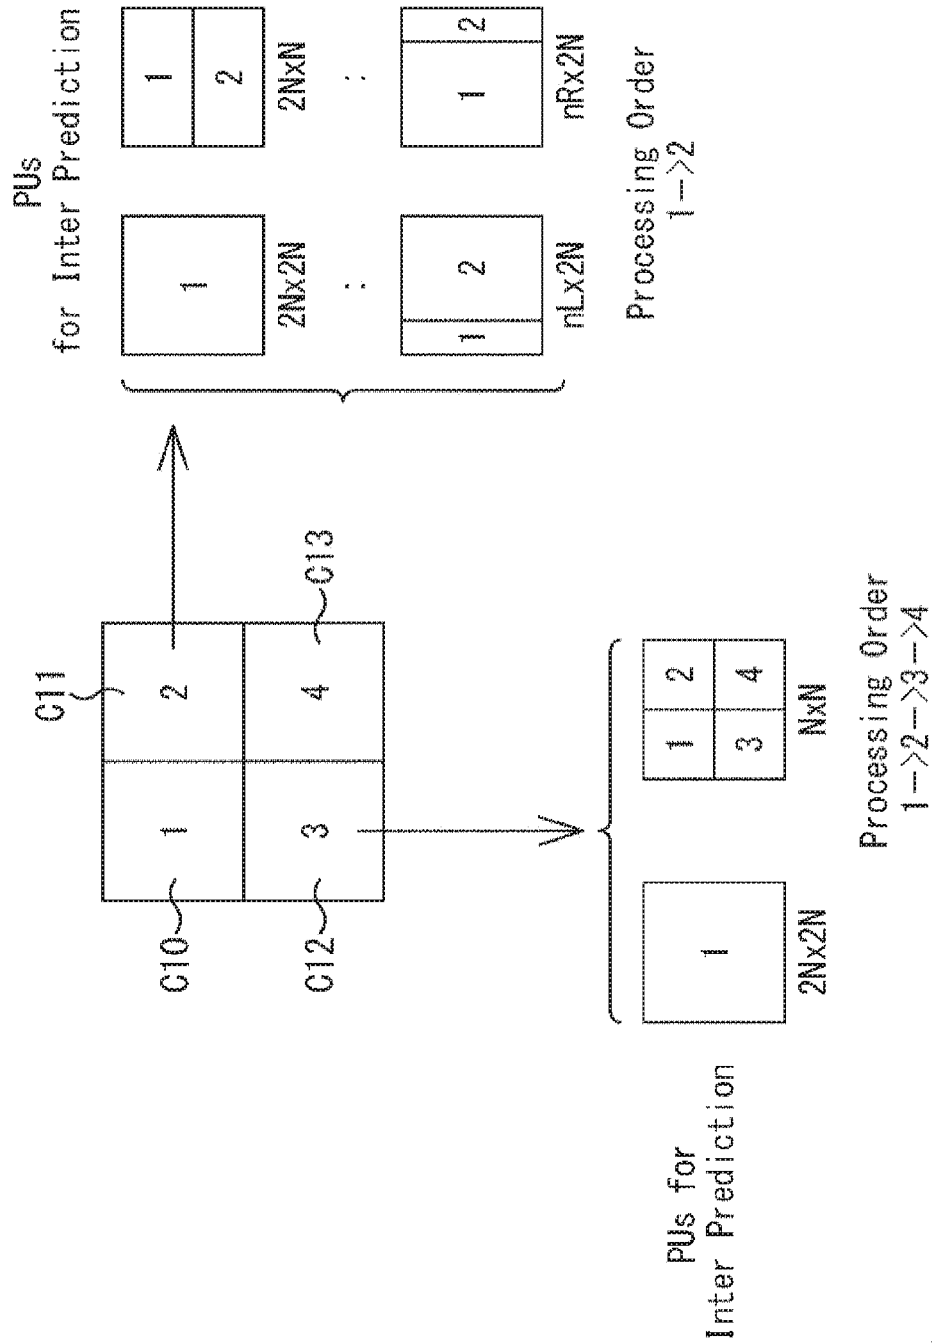 PUs
for Inter Prediction
C11
C10
1
2
C12
3
4
C13
1
2Nx2N
1
2
2NxN
1
2
nLx2N
1
2
nRx2N
Processing Order
1-->2
PUs for
Inter Prediction
1
2Nx2N
1
2
3
4
NxN
Processing Order
1-->2-->3-->4